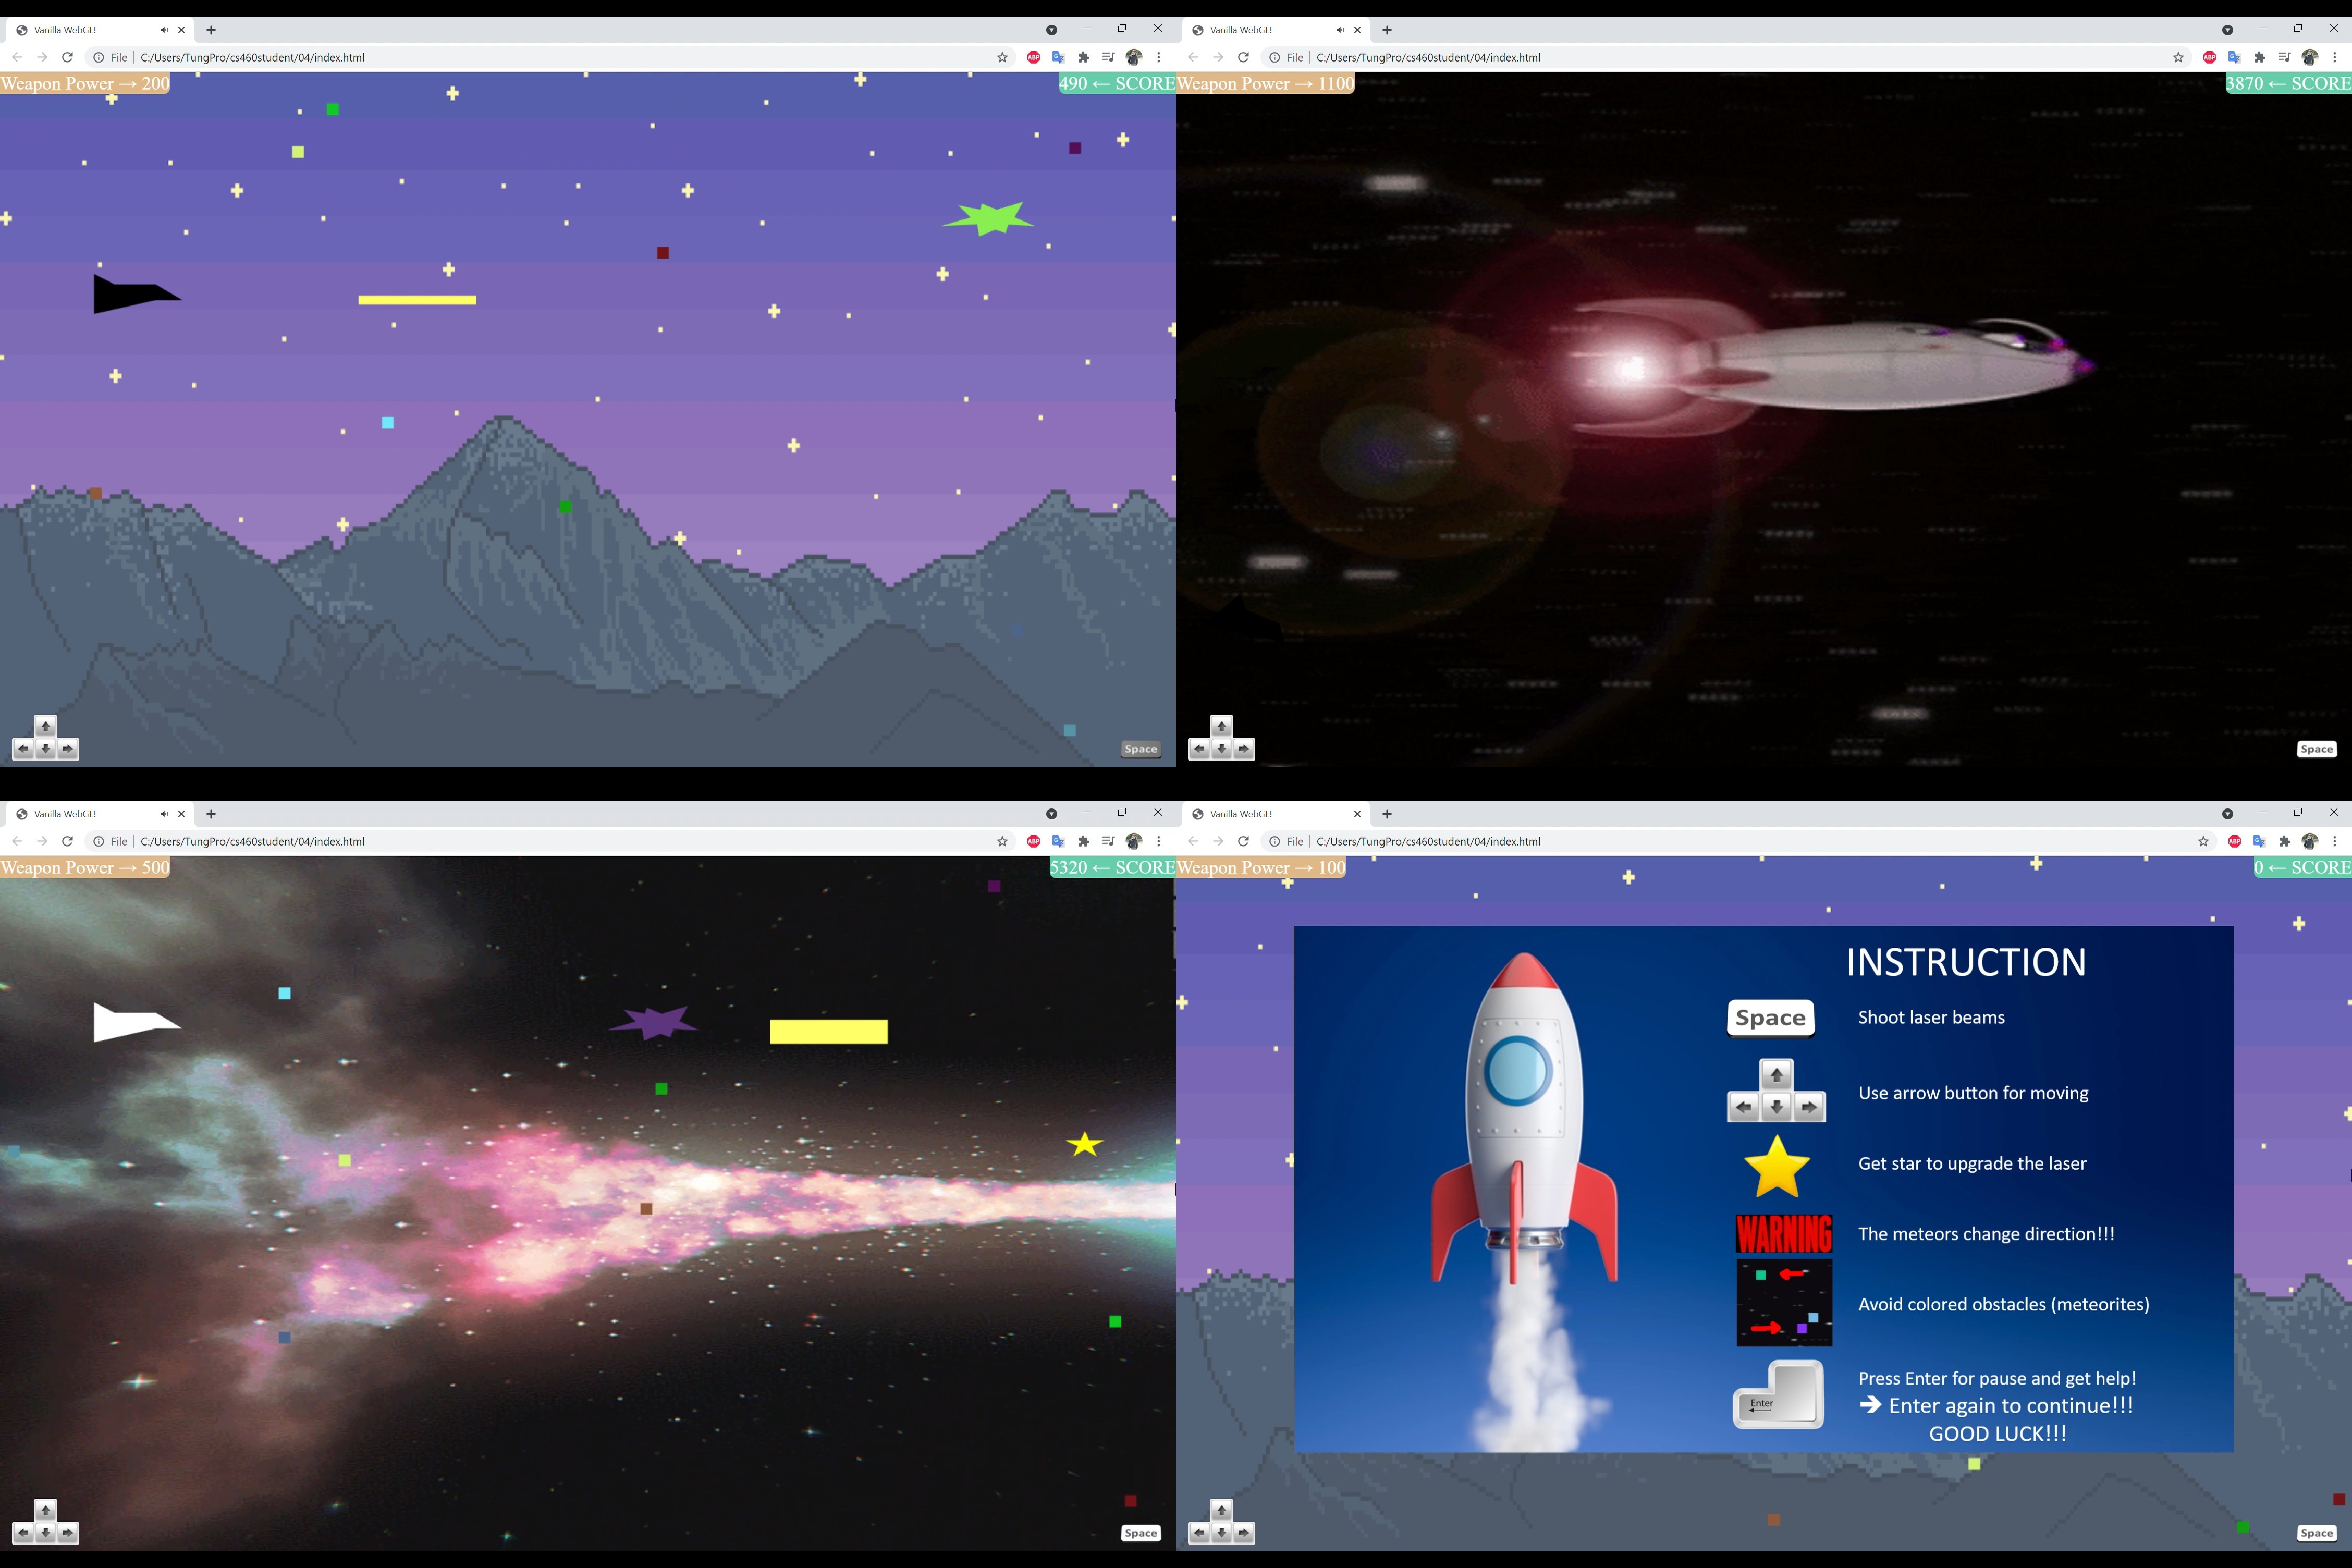 Vanilla WebGL!
File C:/Users/TungPro/cs460student/04/index.html
ABP
Weapon Power → 200
490 ← SCORE
Space
Vanilla WebGL!
File C:/Users/TungPro/cs460student/04/index.html
ABP
Weapon Power → 1100
3870 ← SCORE
Space
Vanilla WebGL!
File C:/Users/TungPro/cs460student/04/index.html
ABP
Weapon Power → 500
5320 ← SCORE
Space
Vanilla WebGL!
File C:/Users/TungPro/cs460student/04/index.html
ABP
Weapon Power → 100
0 ← SCORE
INSTRUCTION
Space Shoot laser beams
Use arrow button for moving
Get star to upgrade the laser
WARNING The meteors change direction!!!
Avoid colored obstacles (meteorites)
Press Enter for pause and get help!
Enter ➔ Enter again to continue!!!
GOOD LUCK!!!
Space